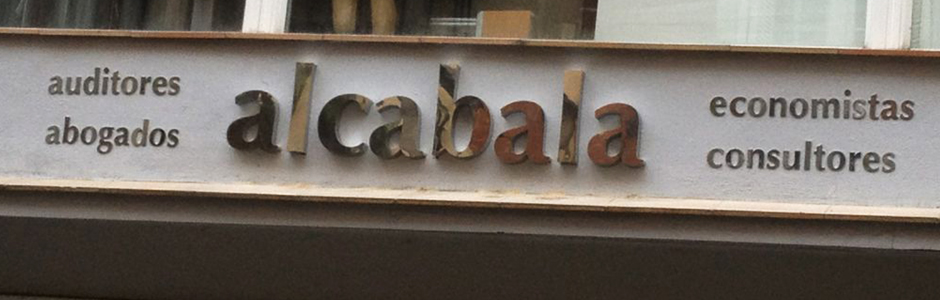 auditores
abogados
alcabala
economistas
consultores